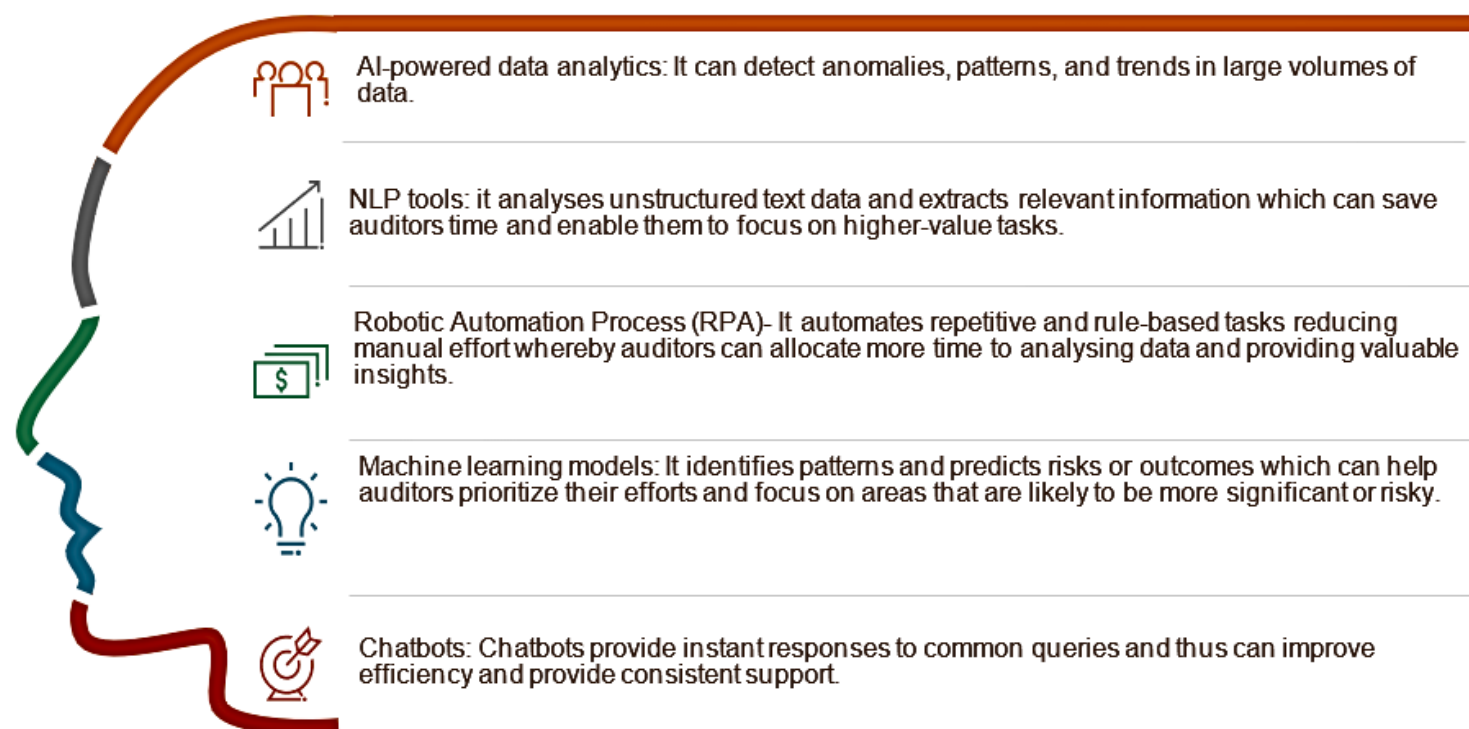 AI-powered data analytics: It can detect anomalies, patterns, and trends in large volumes of
data.
NLP tools: it analyses unstructured text data and extracts relevant information which can save
auditors time and enable them to focus on higher-value tasks.
Robotic Automation Process (RPA)- It automates repetitive and rule-based tasks reducing
manual effort whereby auditors can allocate more time to analysing data and providing valuable
insights.
$
Machine learning models: It identifies patterns and predicts risks or outcomes which can help
auditors prioritize their efforts and focus on areas that are likely to be more significant or risky.
Chatbots: Chatbots provide instant responses to common queries and thus can improve
efficiency and provide consistent support.